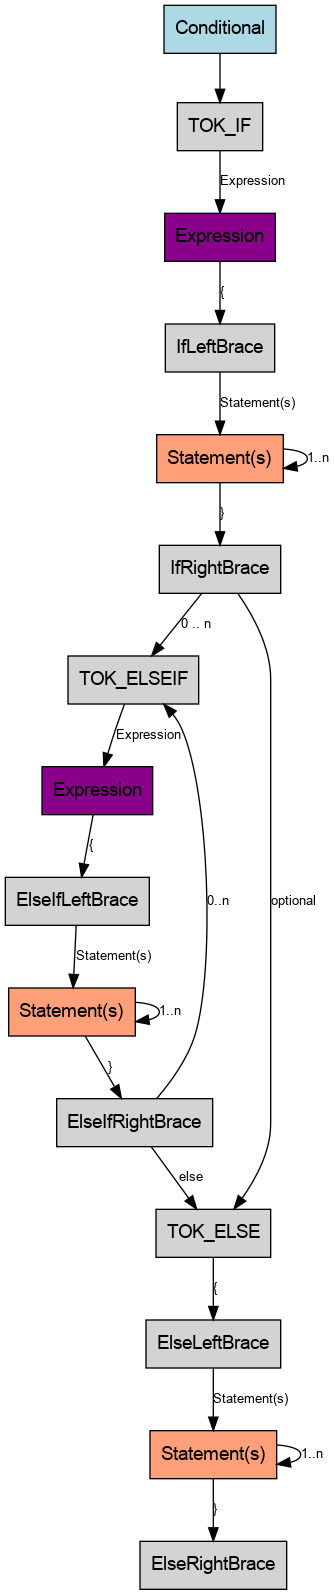 Conditional
TOK_IF
Expression
Expression
{
IfLeftBrace
Statement(s)
Statement(s)
1..n
}
IfRightBrace
0 .. n
TOK_ELSEIF
Expression
Expression
{
ElseIfLeftBrace
0..n
optional
Statement(s)
Statement(s)
1..n
}
ElseIfRightBrace
else
TOK_ELSE
{
ElseLeftBrace
Statement(s)
Statement(s)
1..n
}
ElseRightBrace